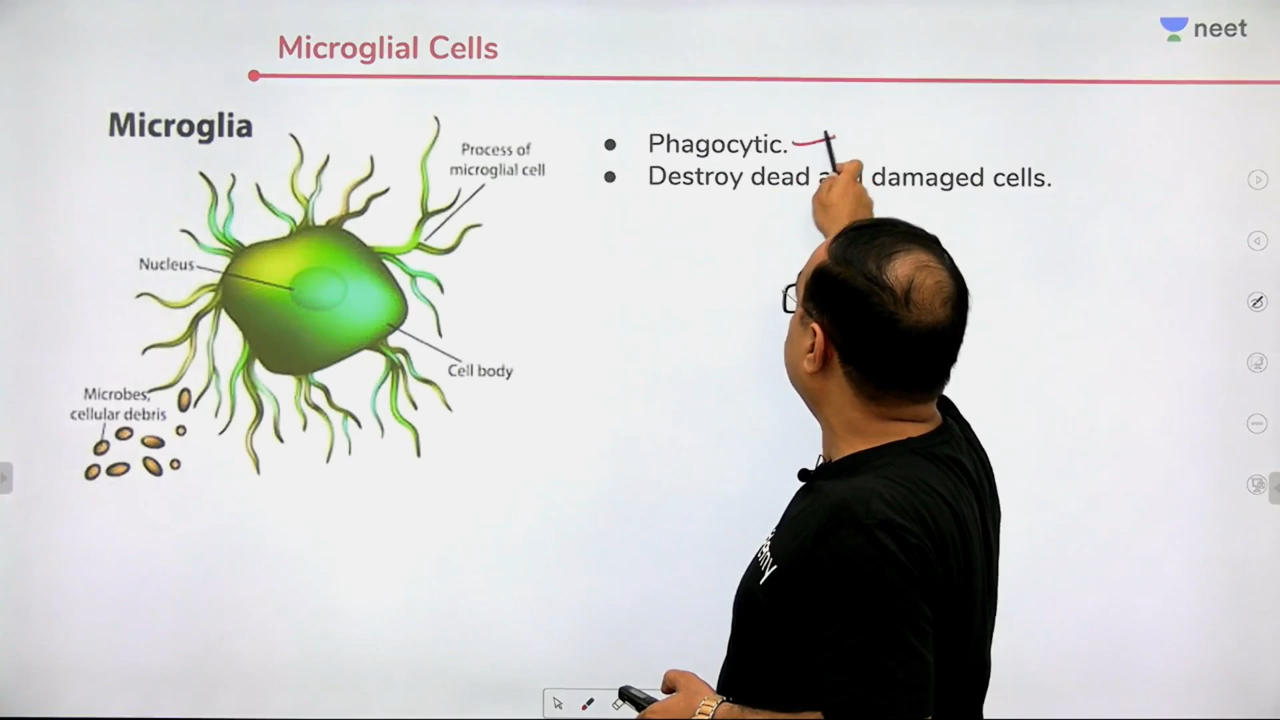 Microglial Cells
neet
Microglia
Process of
microglial cell
Phagocytic.
Destroy dead damaged cells.
Nucleus
Cell body
Microbes,
cellular debris